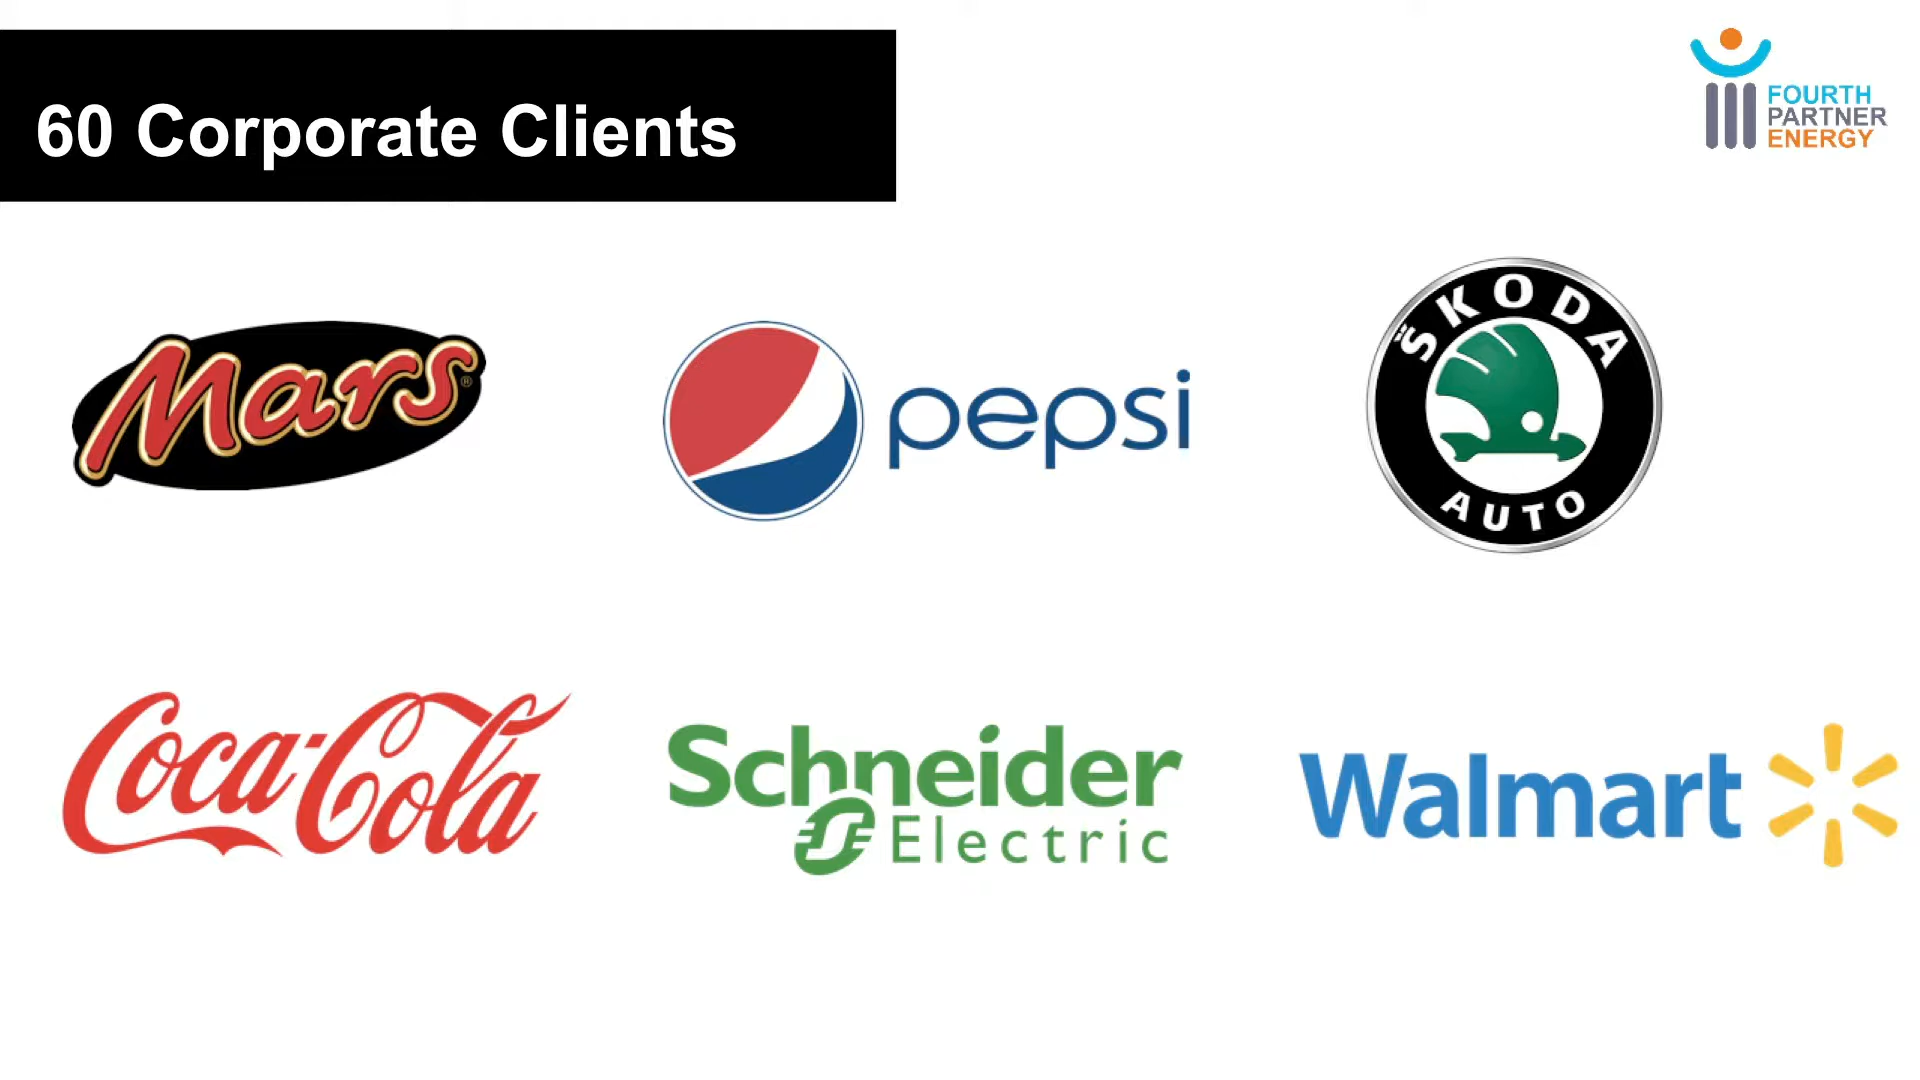 60 Corporate Clients
FOURTH
PARTNER
ENERGY
Mars®
pepsi
ŠKODA
AUTO
Coca-Cola
Schneider
Electric
Walmart